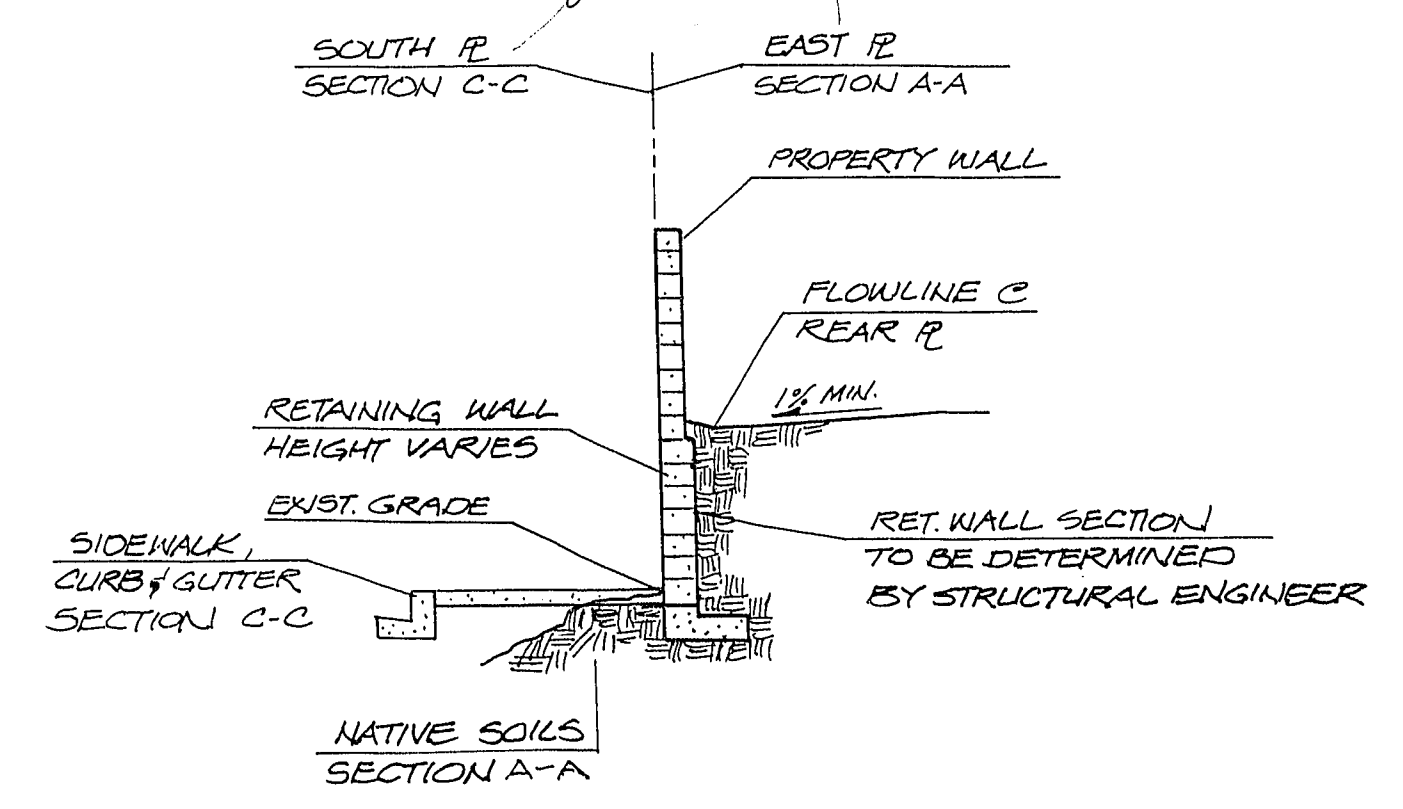 SOUTH ℄
SECTION C-C
EAST ℄
SECTION A-A
PROPERTY WALL
FLOWLINE @
REAR ℄
1% MIN.
RETAINING WALL
HEIGHT VARIES
EXIST. GRADE
SIDEWALK,
CURB & GUTTER
SECTION C-C
RET. WALL SECTION
TO BE DETERMINED
BY STRUCTURAL ENGINEER
NATIVE SOILS
SECTION A-A